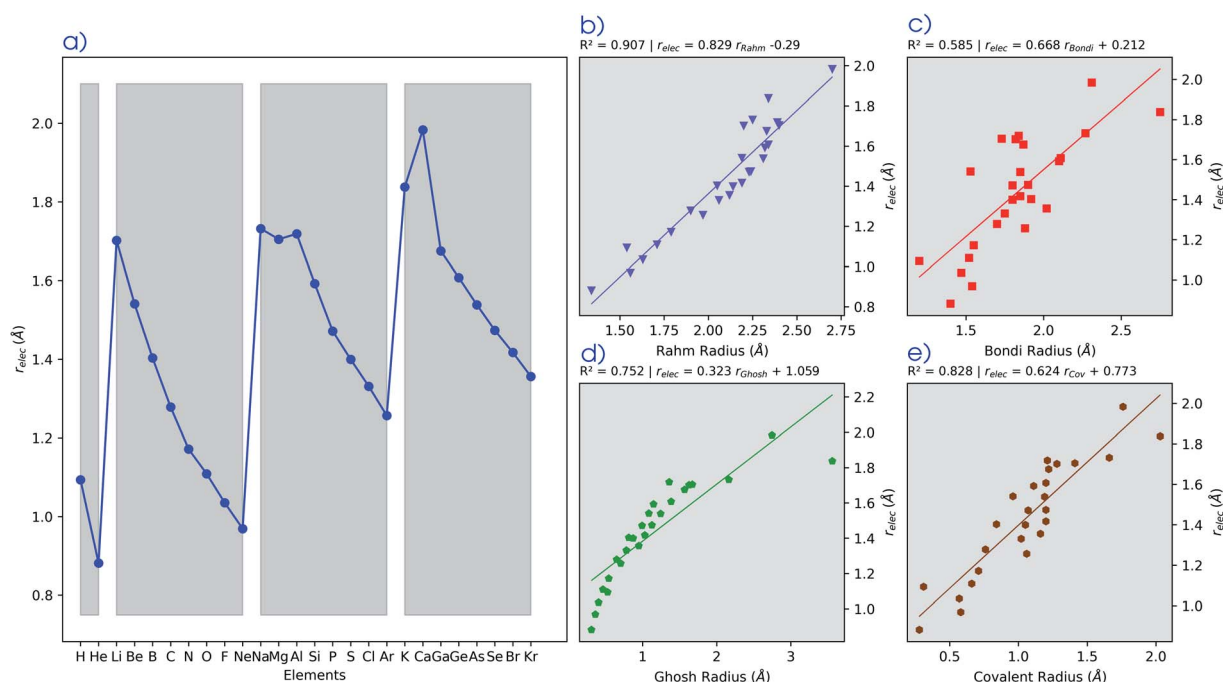 a)
2.0
1.8
1.6
1.4
1.2
1.0
0.8
r_elec (Å)
H He Li Be B C N O F Ne Na Mg Al Si P S Cl Ar K Ca Ga Ge As Se Br Kr
Elements
b)
R² = 0.907 | r_elec = 0.829 r_Rahm -0.29
2.0
1.8
1.6
1.4
1.2
1.0
0.8
r_elec (Å)
1.50 1.75 2.00 2.25 2.50 2.75
Rahm Radius (Å)
c)
R² = 0.585 | r_elec = 0.668 r_Bondi + 0.212
2.0
1.8
1.6
1.4
1.2
1.0
r_elec (Å)
1.5 2.0 2.5
Bondi Radius (Å)
d)
R² = 0.752 | r_elec = 0.323 r_Ghosh + 1.059
2.2
2.0
1.8
1.6
1.4
1.2
1.0
r_elec (Å)
1 2 3
Ghosh Radius (Å)
e)
R² = 0.828 | r_elec = 0.624 r_Cov + 0.773
2.0
1.8
1.6
1.4
1.2
1.0
r_elec (Å)
0.5 1.0 1.5 2.0
Covalent Radius (Å)